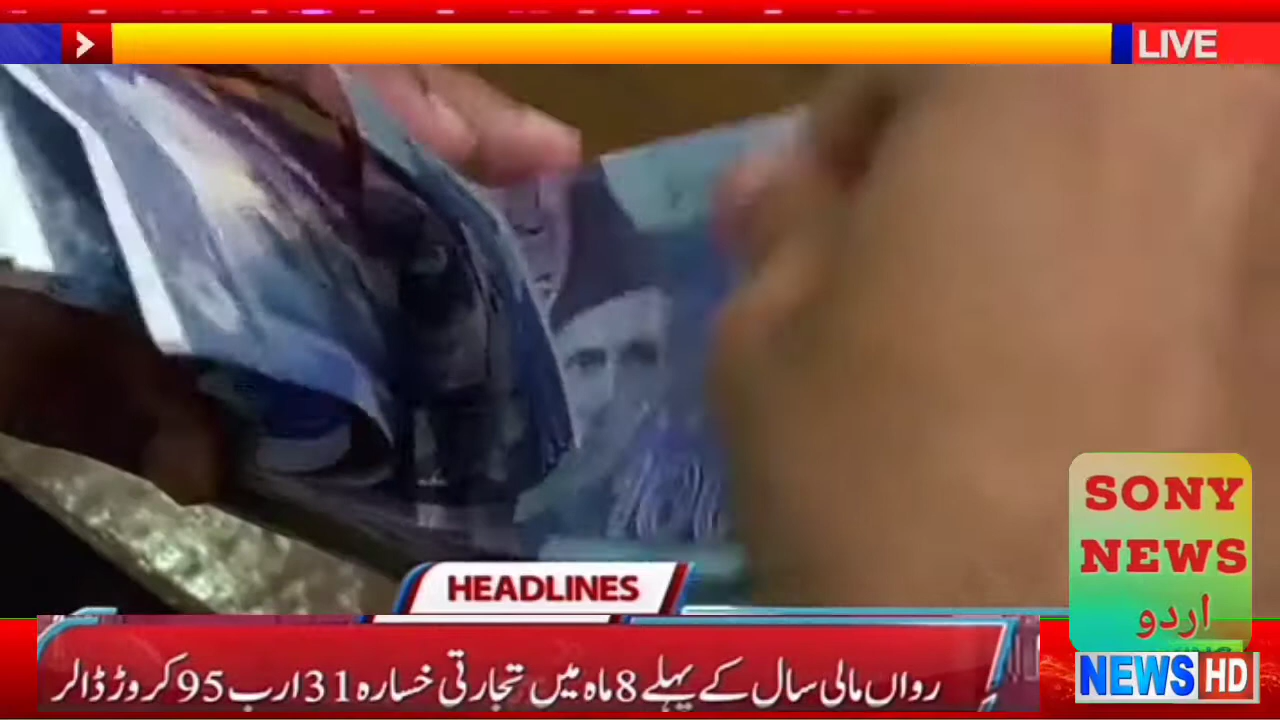 LIVE
HEADLINES
رواں مالی سال کے پہلے 8 ماہ میں تجارتی خسارہ 31 ارب 95 کروڑ ڈالر
SONY
NEWS
اردو
NEWS HD